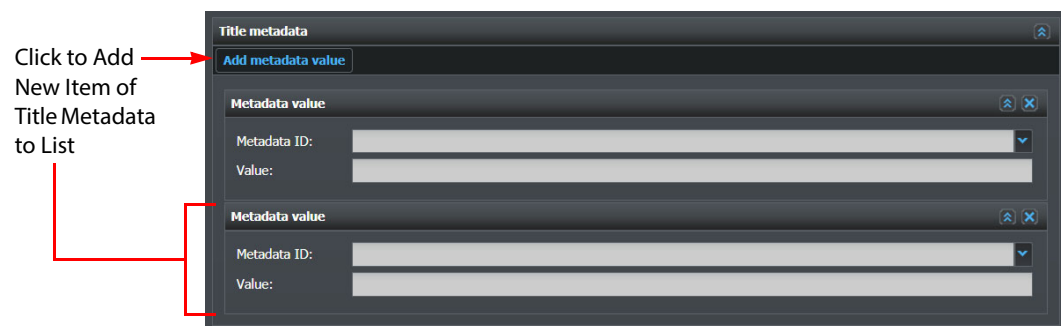 Title metadata
Click to Add
Add metadata value
New Item of
Title Metadata
to List
Metadata value
Metadata ID:
Value:
Metadata value
Metadata ID:
Value: